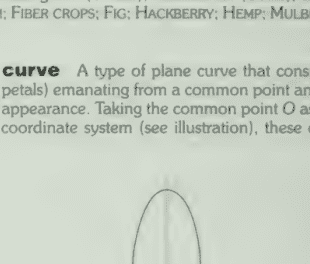 FIBER CROPS; FIG; HACKBERRY; HEMP;
curve A type of plane curve that cons
petals) emanating from a common point an
appearance. Taking the common point O as
coordinate system (see illustration), these